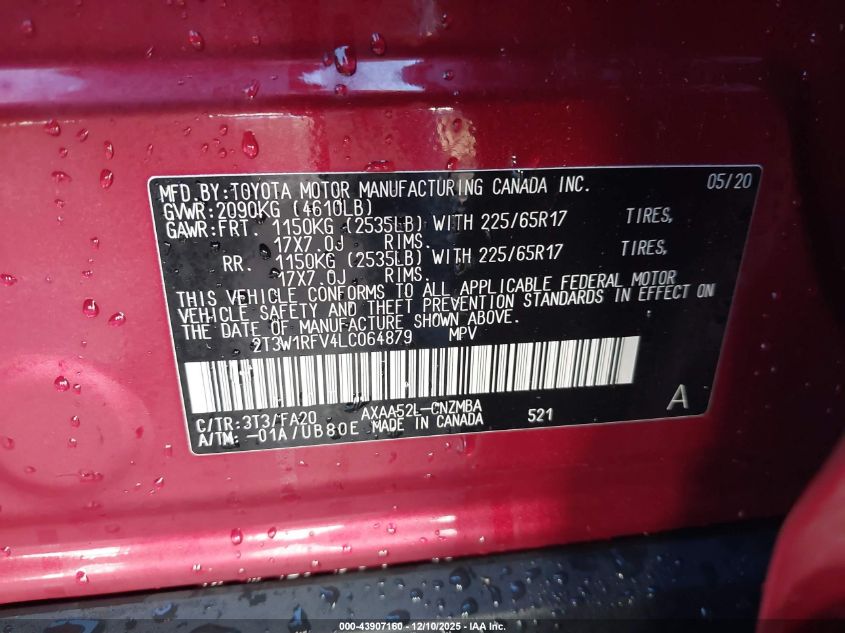 MFD.BY:TOYOTA MOTOR MANUFACTURING CANADA INC. 05/20
GVWR:2090KG (4610LB)
GAWR:FRT. 1150KG (2535LB) WITH 225/65R17 TIRES,
17X7.0J RIMS.
RR. 1150KG (2535LB) WITH 225/65R17 TIRES,
17X7.0J RIMS.
THIS VEHICLE CONFORMS TO ALL APPLICABLE FEDERAL MOTOR
VEHICLE SAFETY AND THEFT PREVENTION STANDARDS IN EFFECT ON
THE DATE OF MANUFACTURE SHOWN ABOVE.
2T3W1RFV4LC064879 MPV
C/TR:3T3/FA20 AXAA52L-CNZMBA 521 A
A/TM:-01A/UB80E MADE IN CANADA
000-43907160 - 12/10/2025 - IAA Inc.